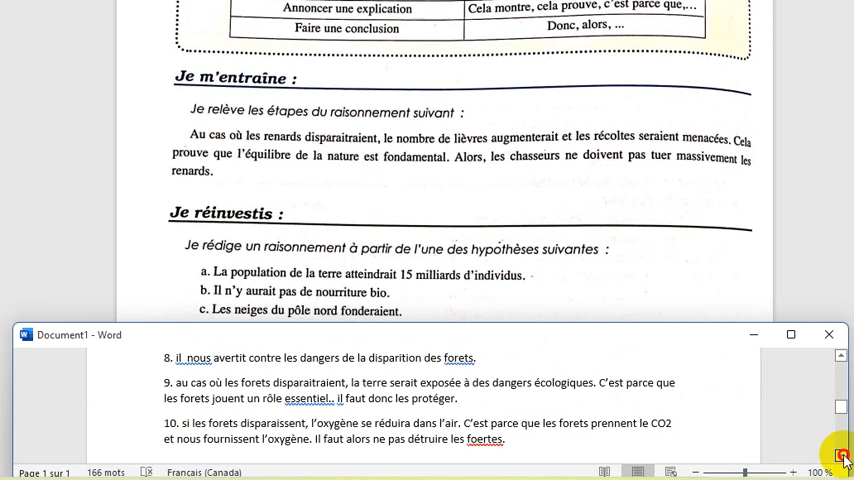 Annoncer une explication
Cela montre, cela prouve, c'est parce que,...
Faire une conclusion
Donc, alors, ...
Je m'entraîne :
Je relève les étapes du raisonnement suivant :
Au cas où les renards disparaitraient, le nombre de lièvres augmenterait et les récoltes seraient menacées. Cela
prouve que l'équilibre de la nature est fondamental. Alors, les chasseurs ne doivent pas tuer massivement les
renards.
Je réinvestis :
Je rédige un raisonnement à partir de l'une des hypothèses suivantes :
a. La population de la terre atteindrait 15 milliards d'individus.
b. Il n'y aurait pas de nourriture bio.
c. Les neiges du pôle nord fonderaient.
Document1 - Word
8. il nous avertit contre les dangers de la disparition des forets.
9. au cas où les forets disparaitraient, la terre serait exposée à des dangers écologiques. C'est parce que
les forets jouent un rôle essentiel.. il faut donc les protéger.
10. si les forets disparaissent, l'oxygène se réduira dans l'air. C'est parce que les forets prennent le CO2
et nous fournissent l'oxygène. Il faut alors ne pas détruire les foertes.
Page 1 sur 1 166 mots Français (Canada) 100 %